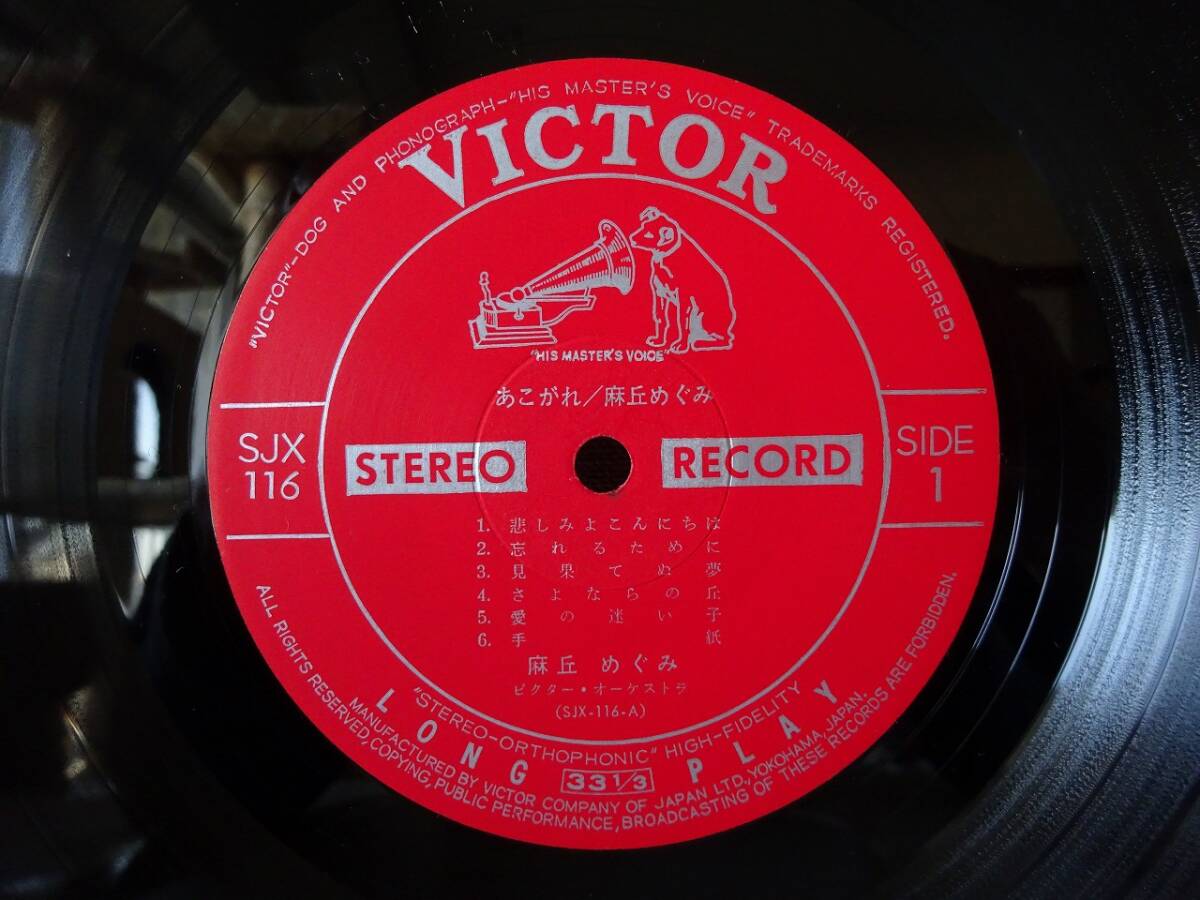 "VICTOR"–DOG AND PHONOGRAPH–"HIS MASTER'S VOICE" TRADEMARKS REGISTERED.
VICTOR
"HIS MASTER'S VOICE"
あこがれ/麻丘めぐみ
SJX
116
STEREO
RECORD
SIDE
1
1. 悲しみよこんにちは
2. 忘れるために
3. 見果てぬ夢
4. さよならの丘
5. 愛の迷い子
6. 手紙
麻丘 めぐみ
ビクター・オーケストラ
(SJX-116-A)
"STEREO-ORTHOPHONIC" HIGH-FIDELITY
LONG PLAY
33 1/3
MANUFACTURED BY VICTOR COMPANY OF JAPAN LTD., YOKOHAMA, JAPAN.
ALL RIGHTS RESERVED, COPYING, PUBLIC PERFORMANCE, BROADCASTING OF THESE RECORDS ARE FORBIDDEN.